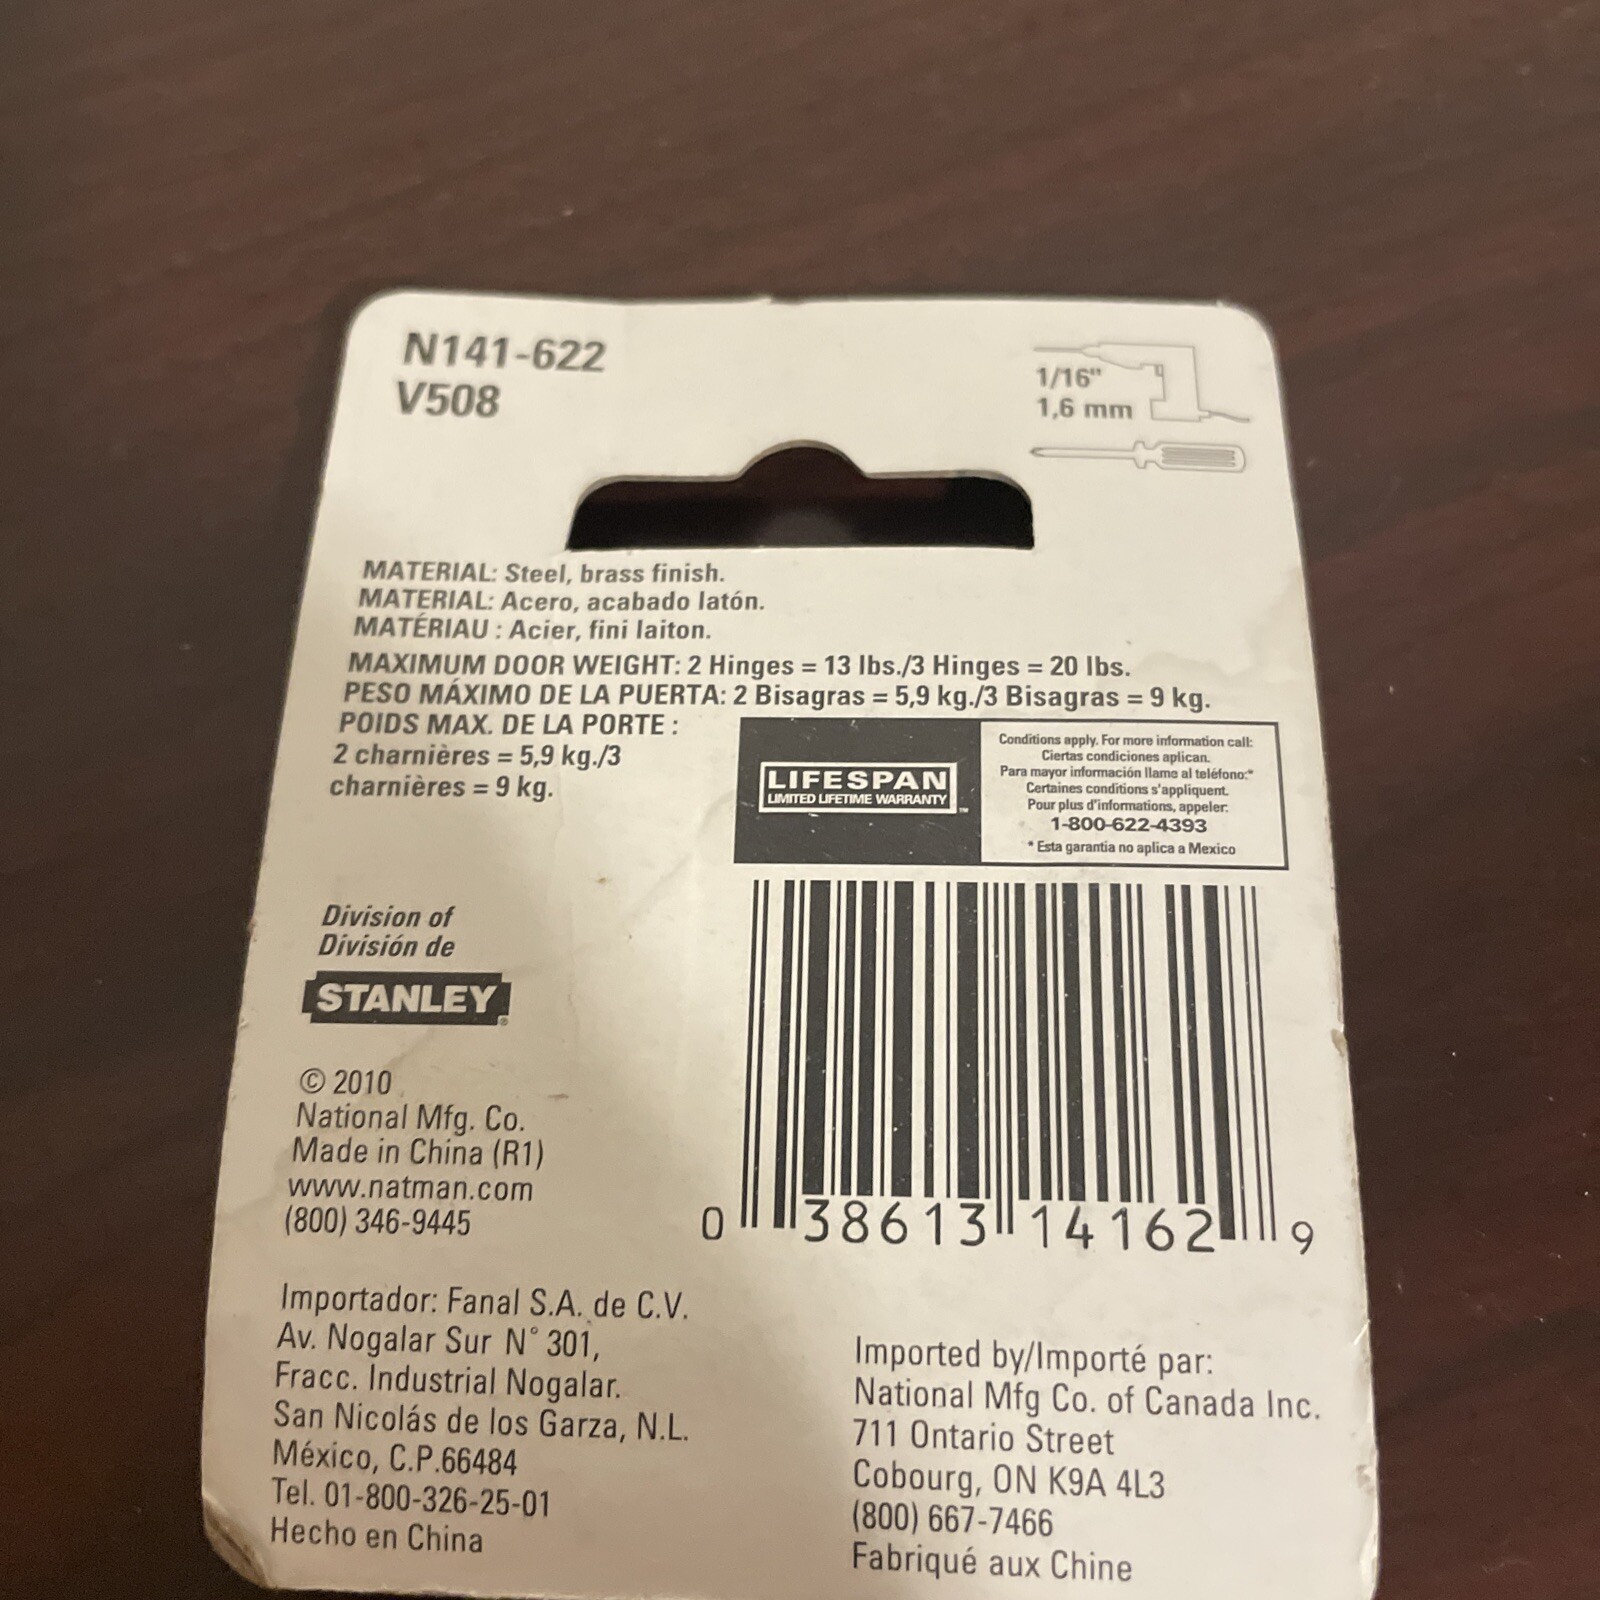 N141-622
V508
1/16"
1,6 mm
MATERIAL: Steel, brass finish.
MATERIAL: Acero, acabado latón.
MATÉRIAU : Acier, fini laiton.
MAXIMUM DOOR WEIGHT: 2 Hinges = 13 lbs./3 Hinges = 20 lbs.
PESO MÁXIMO DE LA PUERTA: 2 Bisagras = 5,9 kg./3 Bisagras = 9 kg.
POIDS MAX. DE LA PORTE :
2 charnières = 5,9 kg./3
charnières = 9 kg.
LIFESPAN
LIMITED LIFETIME WARRANTY
™
Conditions apply. For more information call:
Ciertas condiciones aplican.
Para mayor información llame al teléfono:*
Certaines conditions s'appliquent.
Pour plus d'informations, appeler:
1-800-622-4393
* Esta garantia no aplica a Mexico
Division of
División de
STANLEY®
© 2010
National Mfg. Co.
Made in China (R1)
www.natman.com
(800) 346-9445
0 38613 14162 9
Importador: Fanal S.A. de C.V.
Av. Nogalar Sur N° 301,
Fracc. Industrial Nogalar.
San Nicolás de los Garza, N.L.
México, C.P.66484
Tel. 01-800-326-25-01
Hecho en China
Imported by/Importé par:
National Mfg Co. of Canada Inc.
711 Ontario Street
Cobourg, ON K9A 4L3
(800) 667-7466
Fabriqué aux Chine